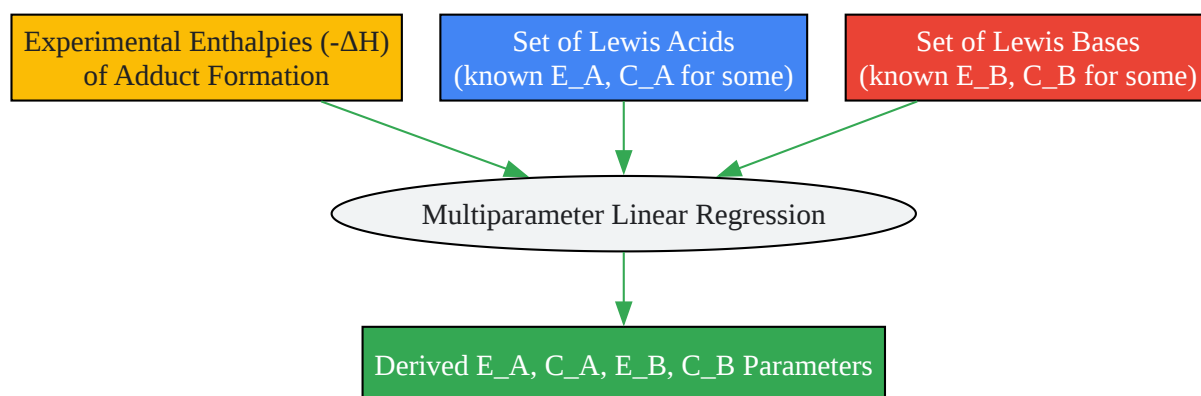 Experimental Enthalpies (-ΔH)
of Adduct Formation
Set of Lewis Acids
(known E_A, C_A for some)
Set of Lewis Bases
(known E_B, C_B for some)
Multiparameter Linear Regression
Derived E_A, C_A, E_B, C_B Parameters